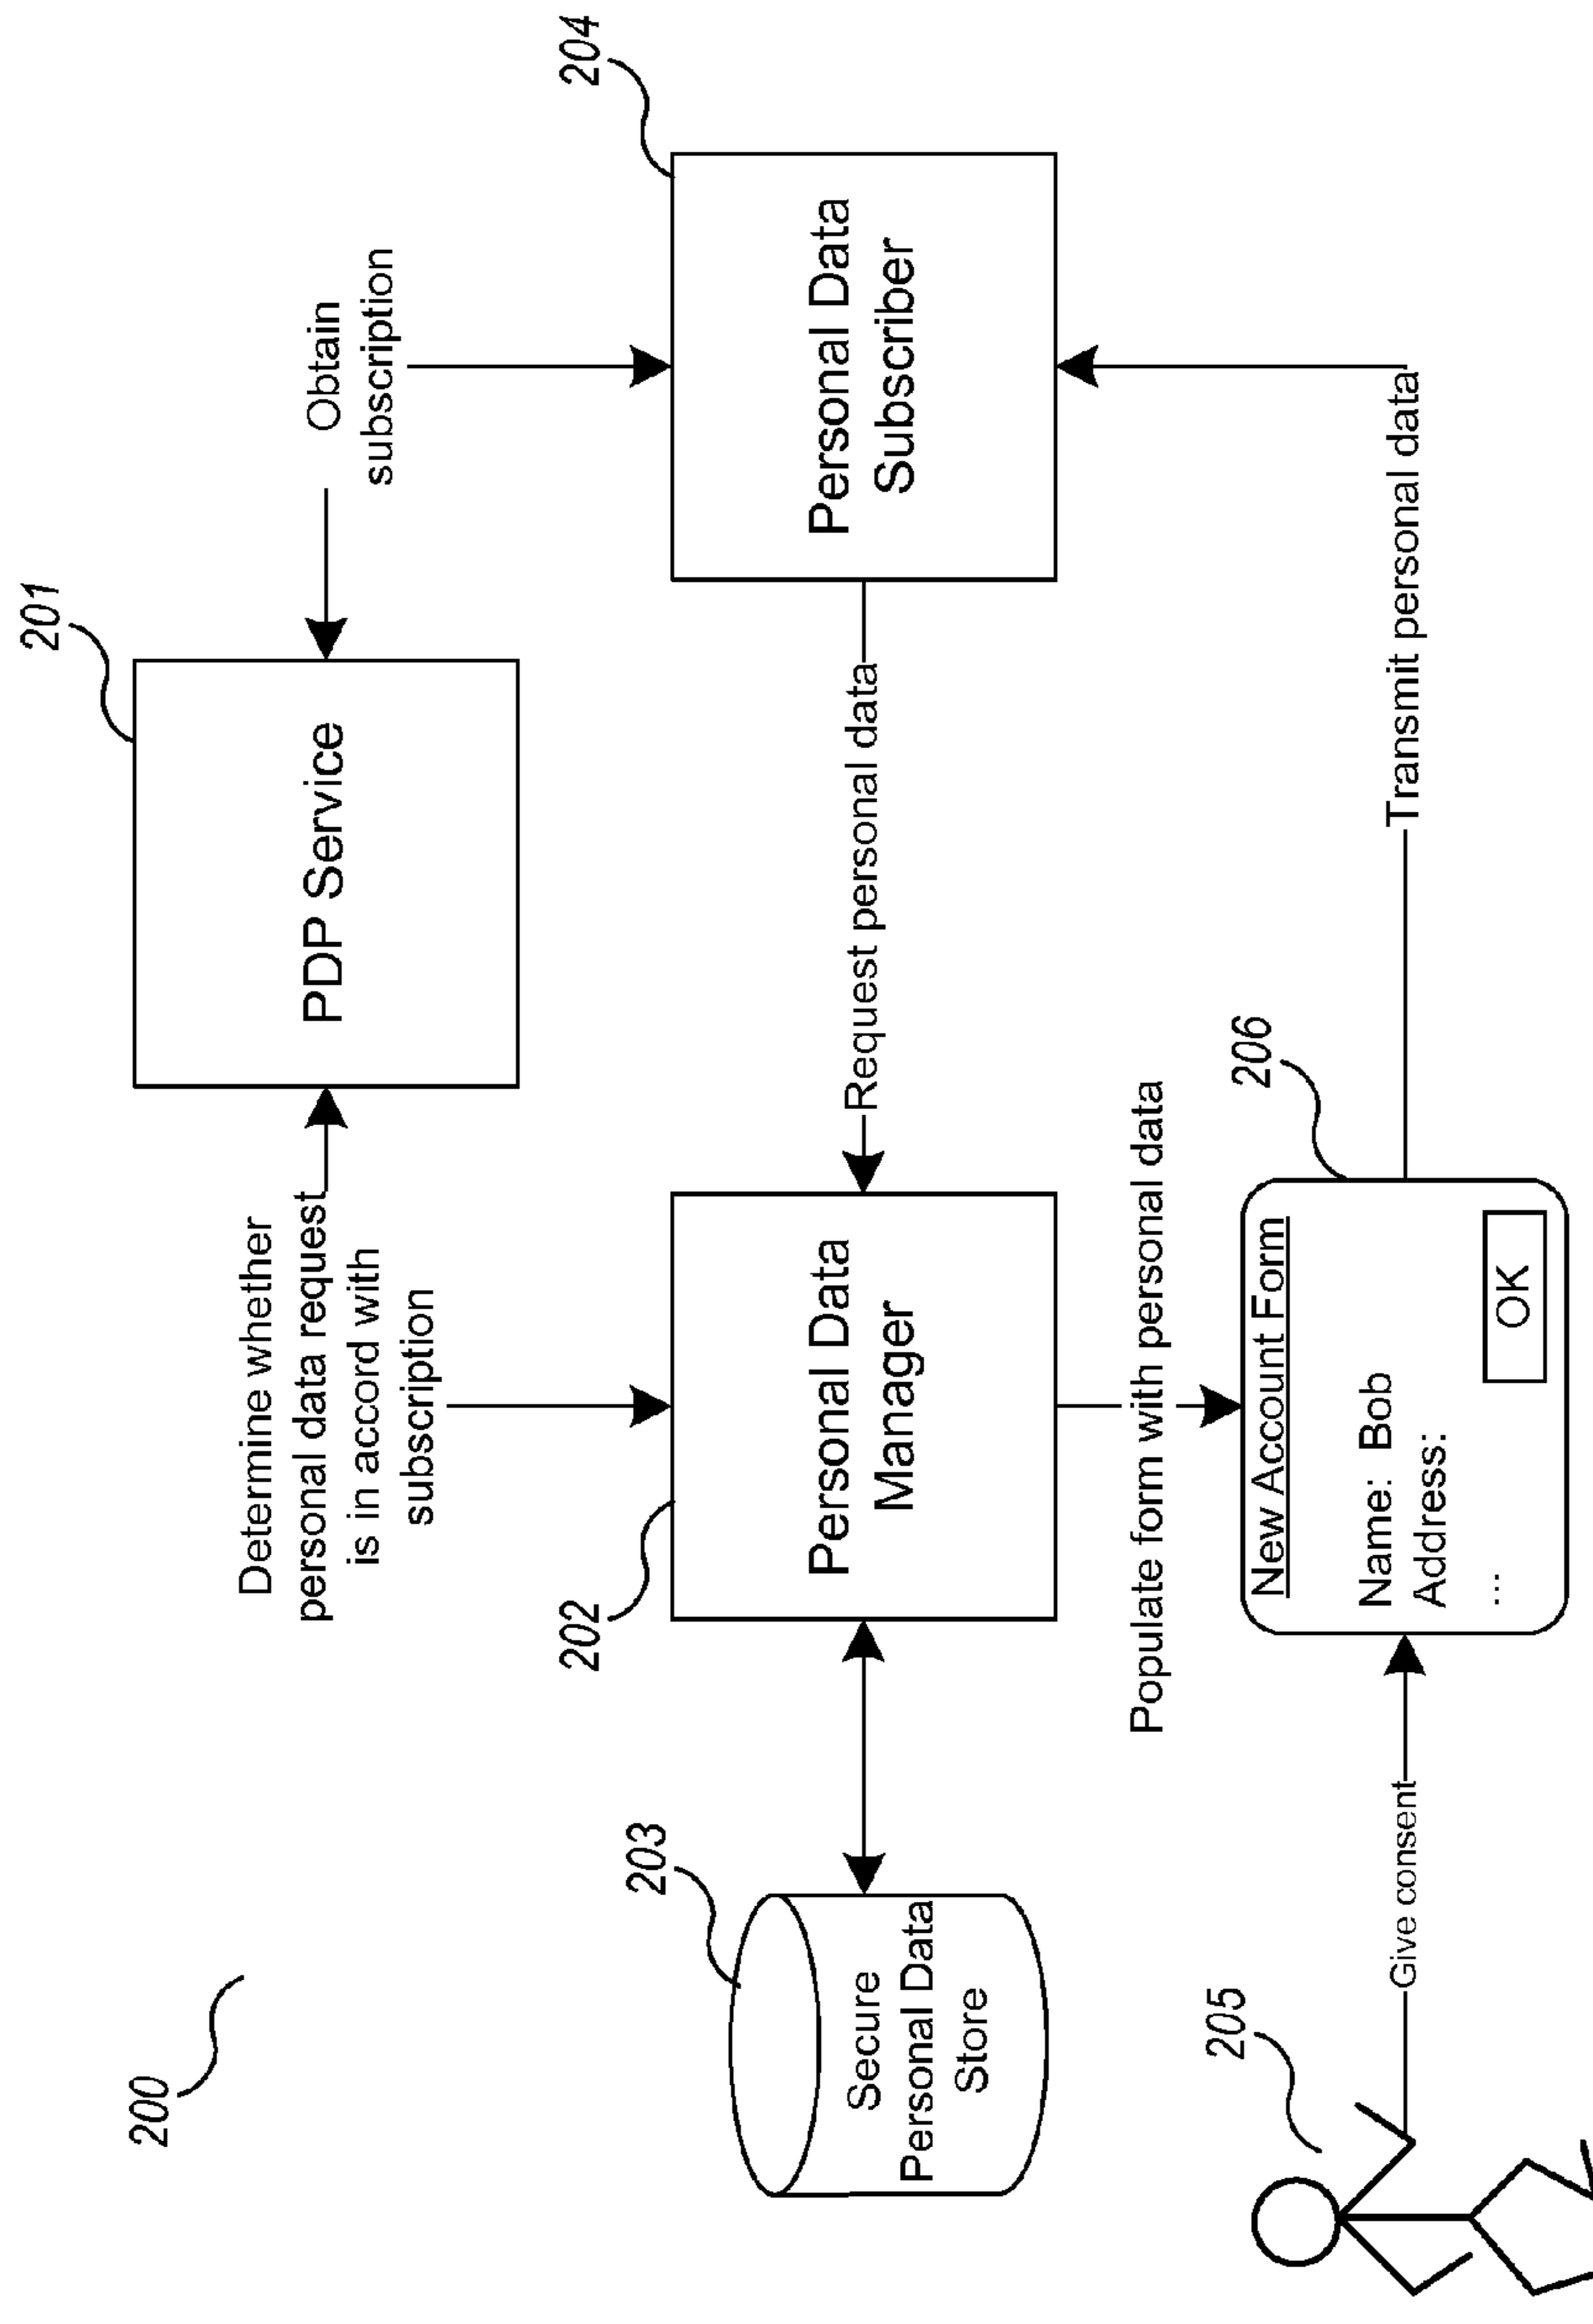 200
201
PDP Service
Determine whether
personal data request
is in accord with
subscription
Obtain
subscription
202
Personal Data
Manager
203
Secure
Personal Data
Store
204
Personal Data
Subscriber
Request personal data
Populate form with personal data
205
Give consent
206
New Account Form
Name: Bob
Address:
...
OK
Transmit personal data